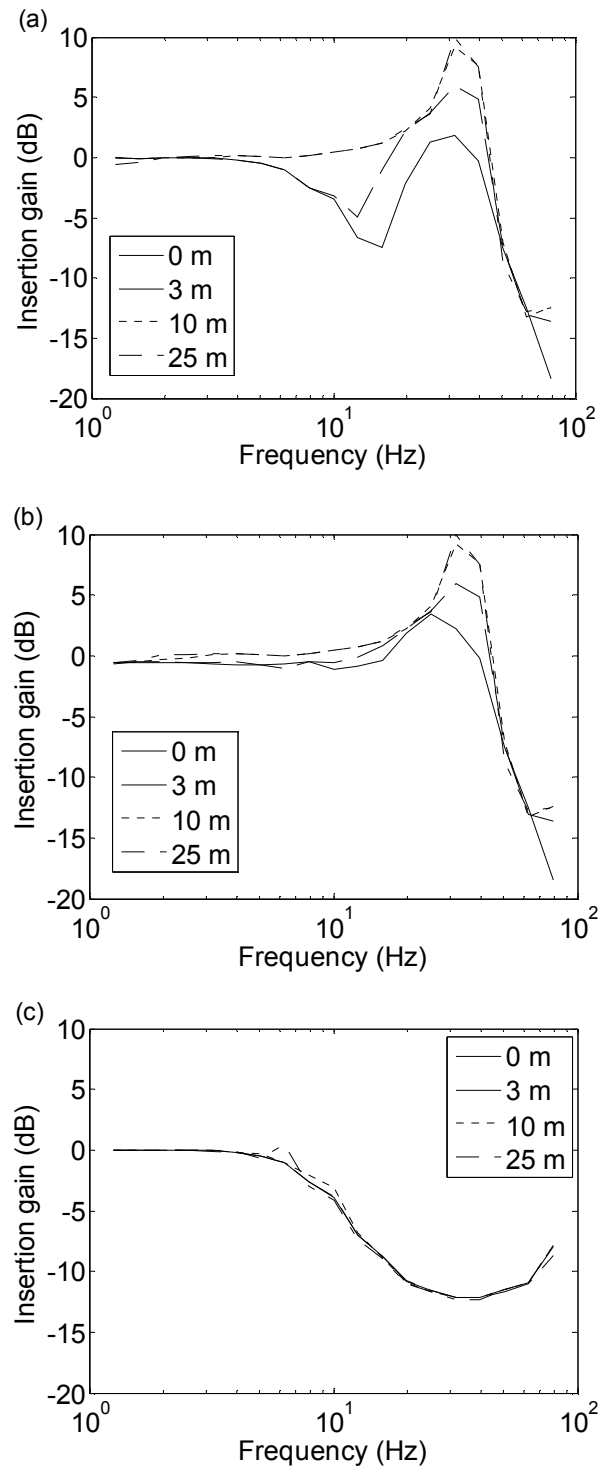 (a)
10
5
0
-5
-10
-15
-20
Insertion gain (dB)
0 m
3 m
10 m
25 m
10^0
10^1
10^2
Frequency (Hz)
(b)
10
5
0
-5
-10
-15
-20
Insertion gain (dB)
0 m
3 m
10 m
25 m
10^0
10^1
10^2
Frequency (Hz)
(c)
10
5
0
-5
-10
-15
-20
Insertion gain (dB)
0 m
3 m
10 m
25 m
10^0
10^1
10^2
Frequency (Hz)